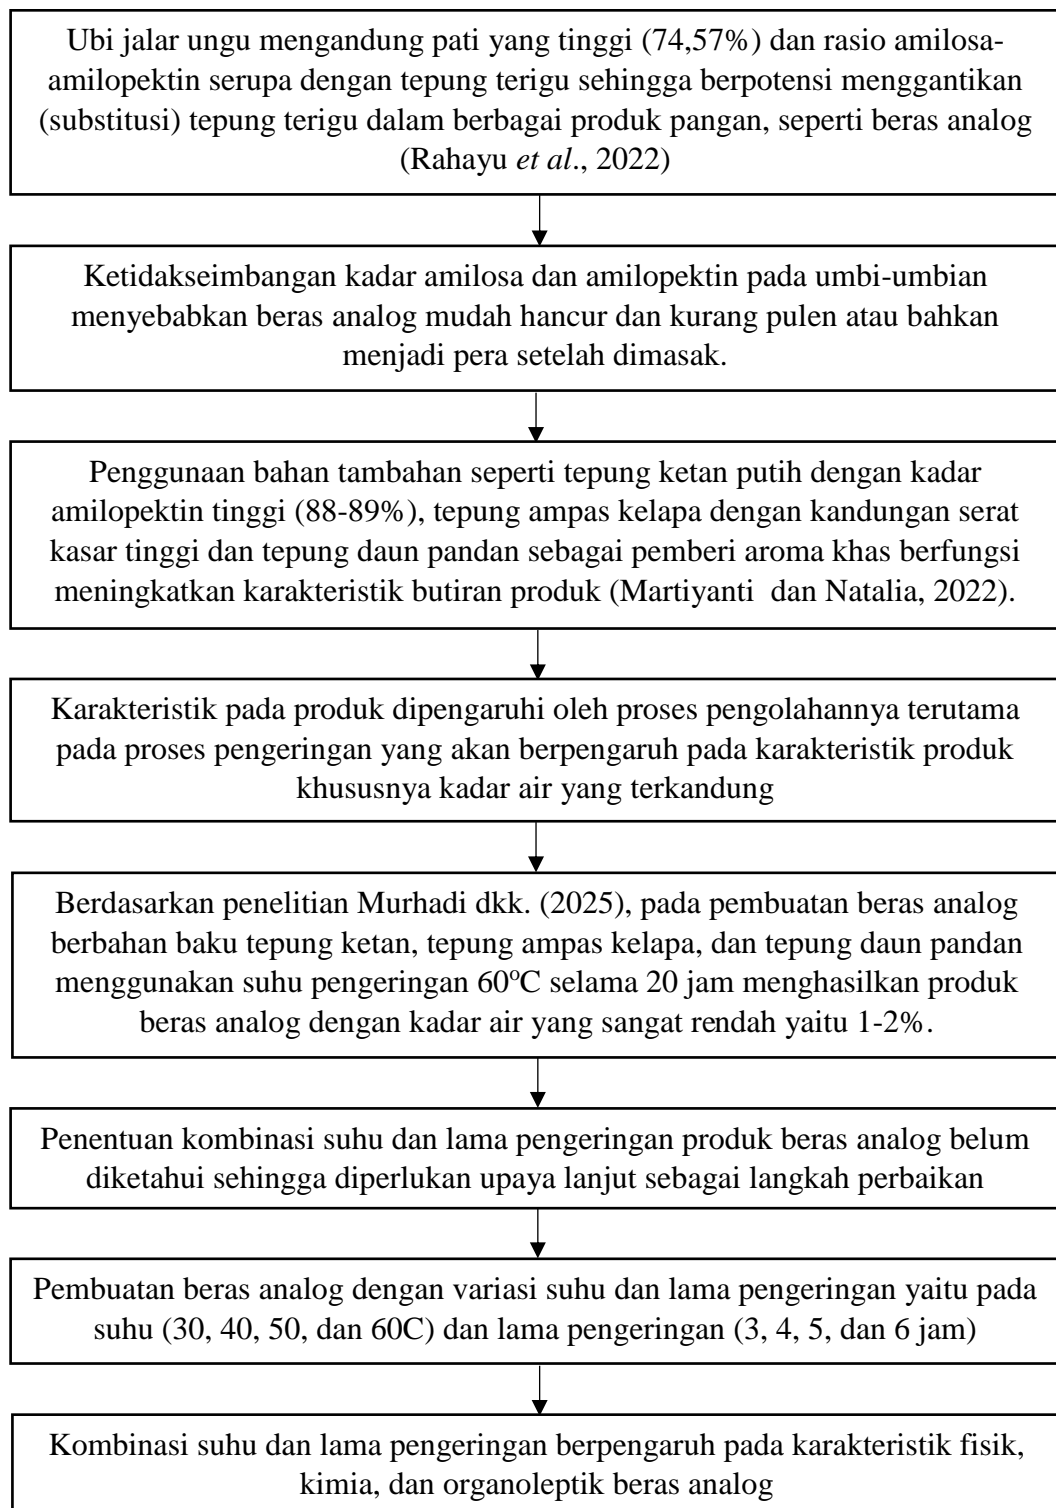 Ubi jalar ungu mengandung pati yang tinggi (74,57%) dan rasio amilosa-
amilopektin serupa dengan tepung terigu sehingga berpotensi menggantikan
(substitusi) tepung terigu dalam berbagai produk pangan, seperti beras analog
(Rahayu et al., 2022)
Ketidakseimbangan kadar amilosa dan amilopektin pada umbi-umbian
menyebabkan beras analog mudah hancur dan kurang pulen atau bahkan
menjadi pera setelah dimasak.
Penggunaan bahan tambahan seperti tepung ketan putih dengan kadar
amilopektin tinggi (88-89%), tepung ampas kelapa dengan kandungan serat
kasar tinggi dan tepung daun pandan sebagai pemberi aroma khas berfungsi
meningkatkan karakteristik butiran produk (Martiyanti dan Natalia, 2022).
Karakteristik pada produk dipengaruhi oleh proses pengolahannya terutama
pada proses pengeringan yang akan berpengaruh pada karakteristik produk
khususnya kadar air yang terkandung
Berdasarkan penelitian Murhadi dkk. (2025), pada pembuatan beras analog
berbahan baku tepung ketan, tepung ampas kelapa, dan tepung daun pandan
menggunakan suhu pengeringan 60°C selama 20 jam menghasilkan produk
beras analog dengan kadar air yang sangat rendah yaitu 1-2%.
Penentuan kombinasi suhu dan lama pengeringan produk beras analog belum
diketahui sehingga diperlukan upaya lanjut sebagai langkah perbaikan
Pembuatan beras analog dengan variasi suhu dan lama pengeringan yaitu pada
suhu (30, 40, 50, dan 60C) dan lama pengeringan (3, 4, 5, dan 6 jam)
Kombinasi suhu dan lama pengeringan berpengaruh pada karakteristik fisik,
kimia, dan organoleptik beras analog